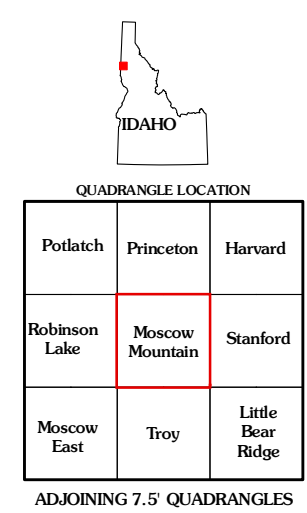 IDAHO
QUADRANGLE LOCATION
Potlatch
Princeton
Harvard
Robinson
Lake
Moscow
Mountain
Stanford
Moscow
East
Troy
Little
Bear
Ridge
ADJOINING 7.5' QUADRANGLES